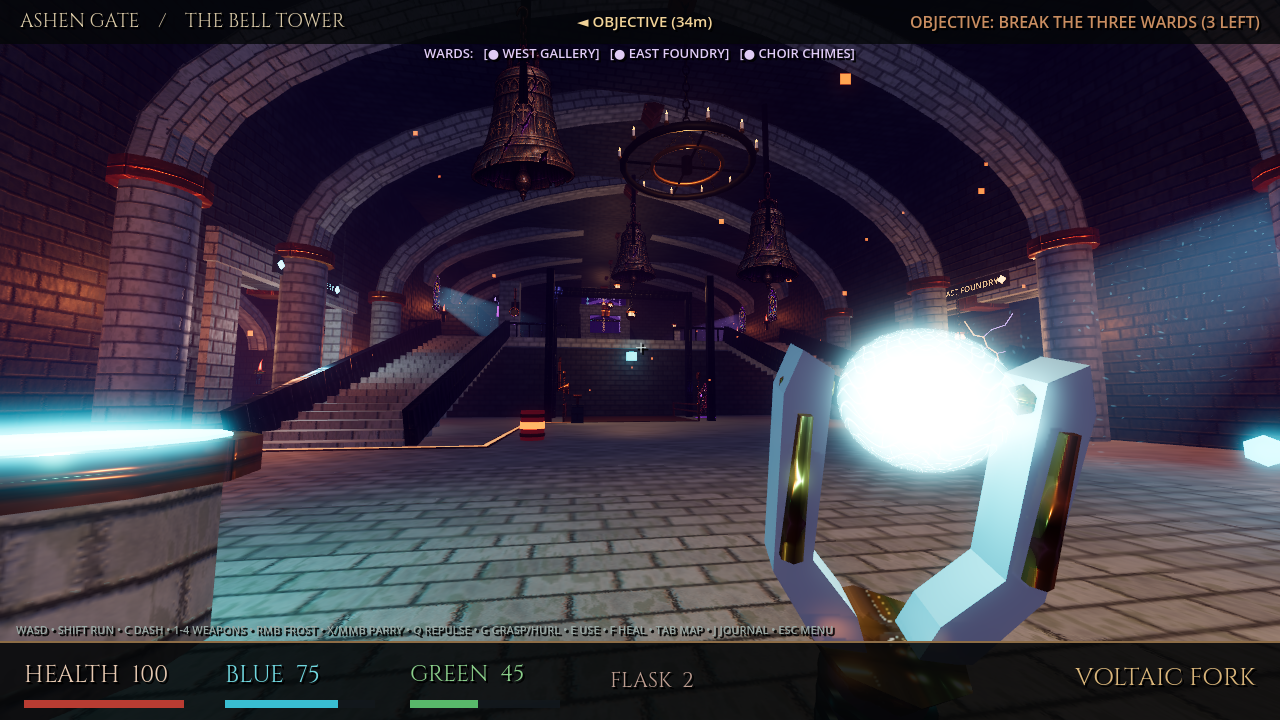 ASHEN GATE / THE BELL TOWER
◄ OBJECTIVE (34m)
OBJECTIVE: BREAK THE THREE WARDS (3 LEFT)
WARDS: [● WEST GALLERY] [● EAST FOUNDRY] [● CHOIR CHIMES]
AST FOUNDRY
WASD • SHIFT RUN • C DASH • 1-4 WEAPONS • RMB FROST • X/MMB PARRY • Q REPULSE • G GRASP/HURL • E USE • F HEAL • TAB MAP • J JOURNAL • ESC MENU
HEALTH 100
BLUE 75
GREEN 45
FLASK 2
VOLTAIC FORK